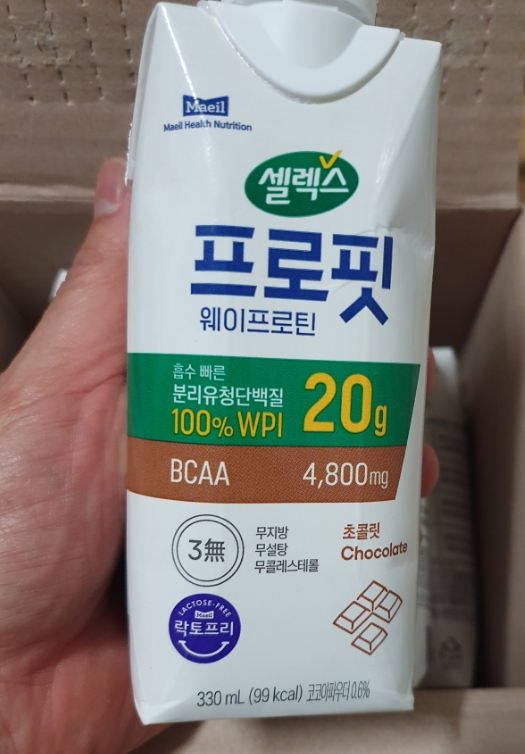 Maeil
Maeil Health Nutrition
셀렉스
프로핏
웨이프로틴
흡수 빠른
분리유청단백질
100% WPI
20g
BCAA 4,800mg
3無
무지방
무설탕
무콜레스테롤
초콜릿
Chocolate
LACTOSE-FREE
Maeil
락토프리
330 mL (99 kcal) 코코아파우더 0.6%